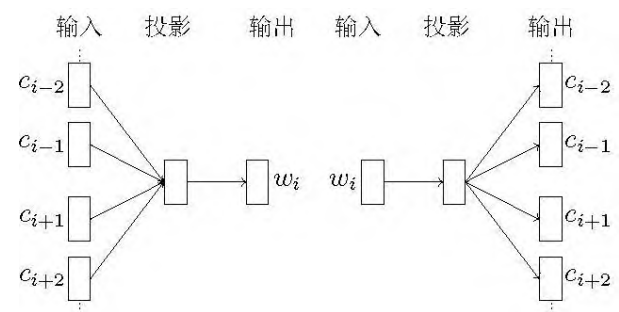 输入 投影 输出 输入 投影 输出
c_{i-2} c_{i-2}
c_{i-1} c_{i-1}
w_i w_i
c_{i+1} c_{i+1}
c_{i+2} c_{i+2}